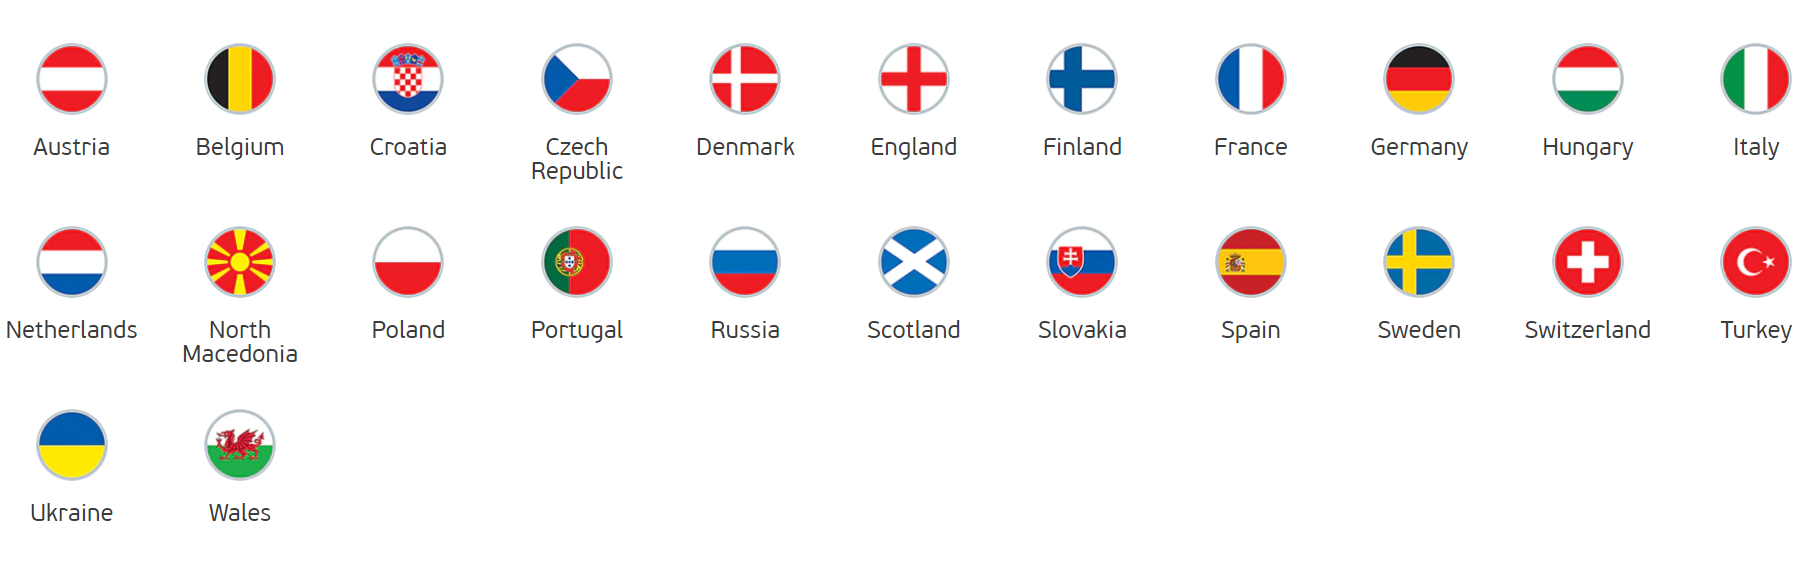 Austria Belgium Croatia Czech Denmark England Finland France Germany Hungary Italy
Republic
Netherlands North Poland Portugal Russia Scotland Slovakia Spain Sweden Switzerland Turkey
Macedonia
Ukraine Wales